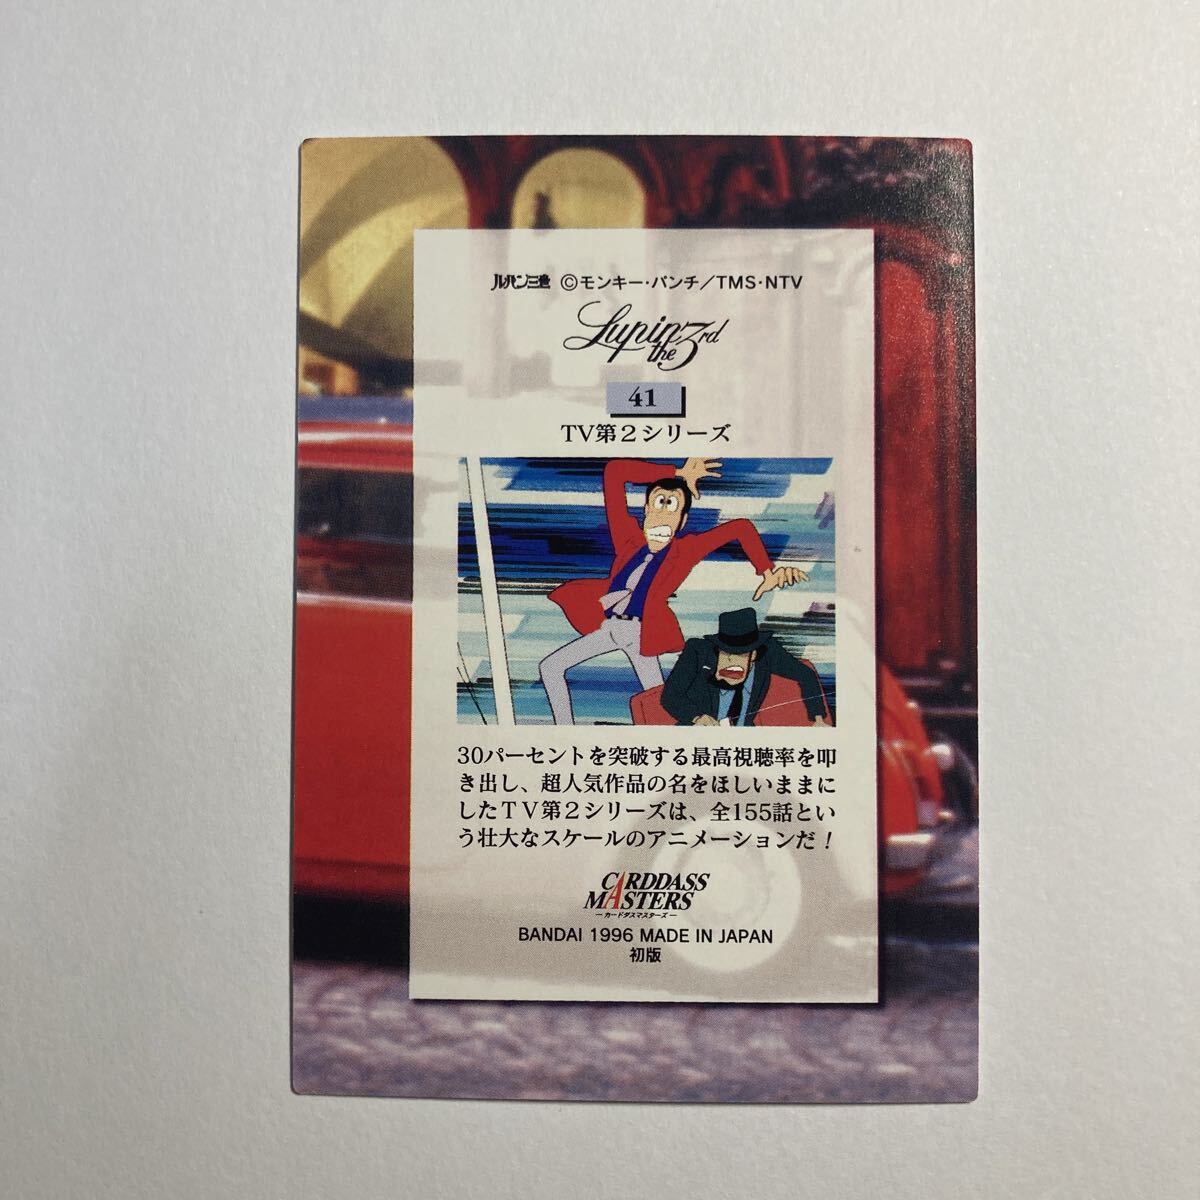 ルパン三世 ©モンキー・パンチ／TMS・NTV
Lupin the 3rd
41
TV第2シリーズ
30パーセントを突破する最高視聴率を叩
き出し、超人気作品の名をほしいままに
したTV第2シリーズは、全155話とい
う壮大なスケールのアニメーションだ！
CARDDASS
MASTERS
─カードダスマスターズ─
BANDAI 1996 MADE IN JAPAN
初版